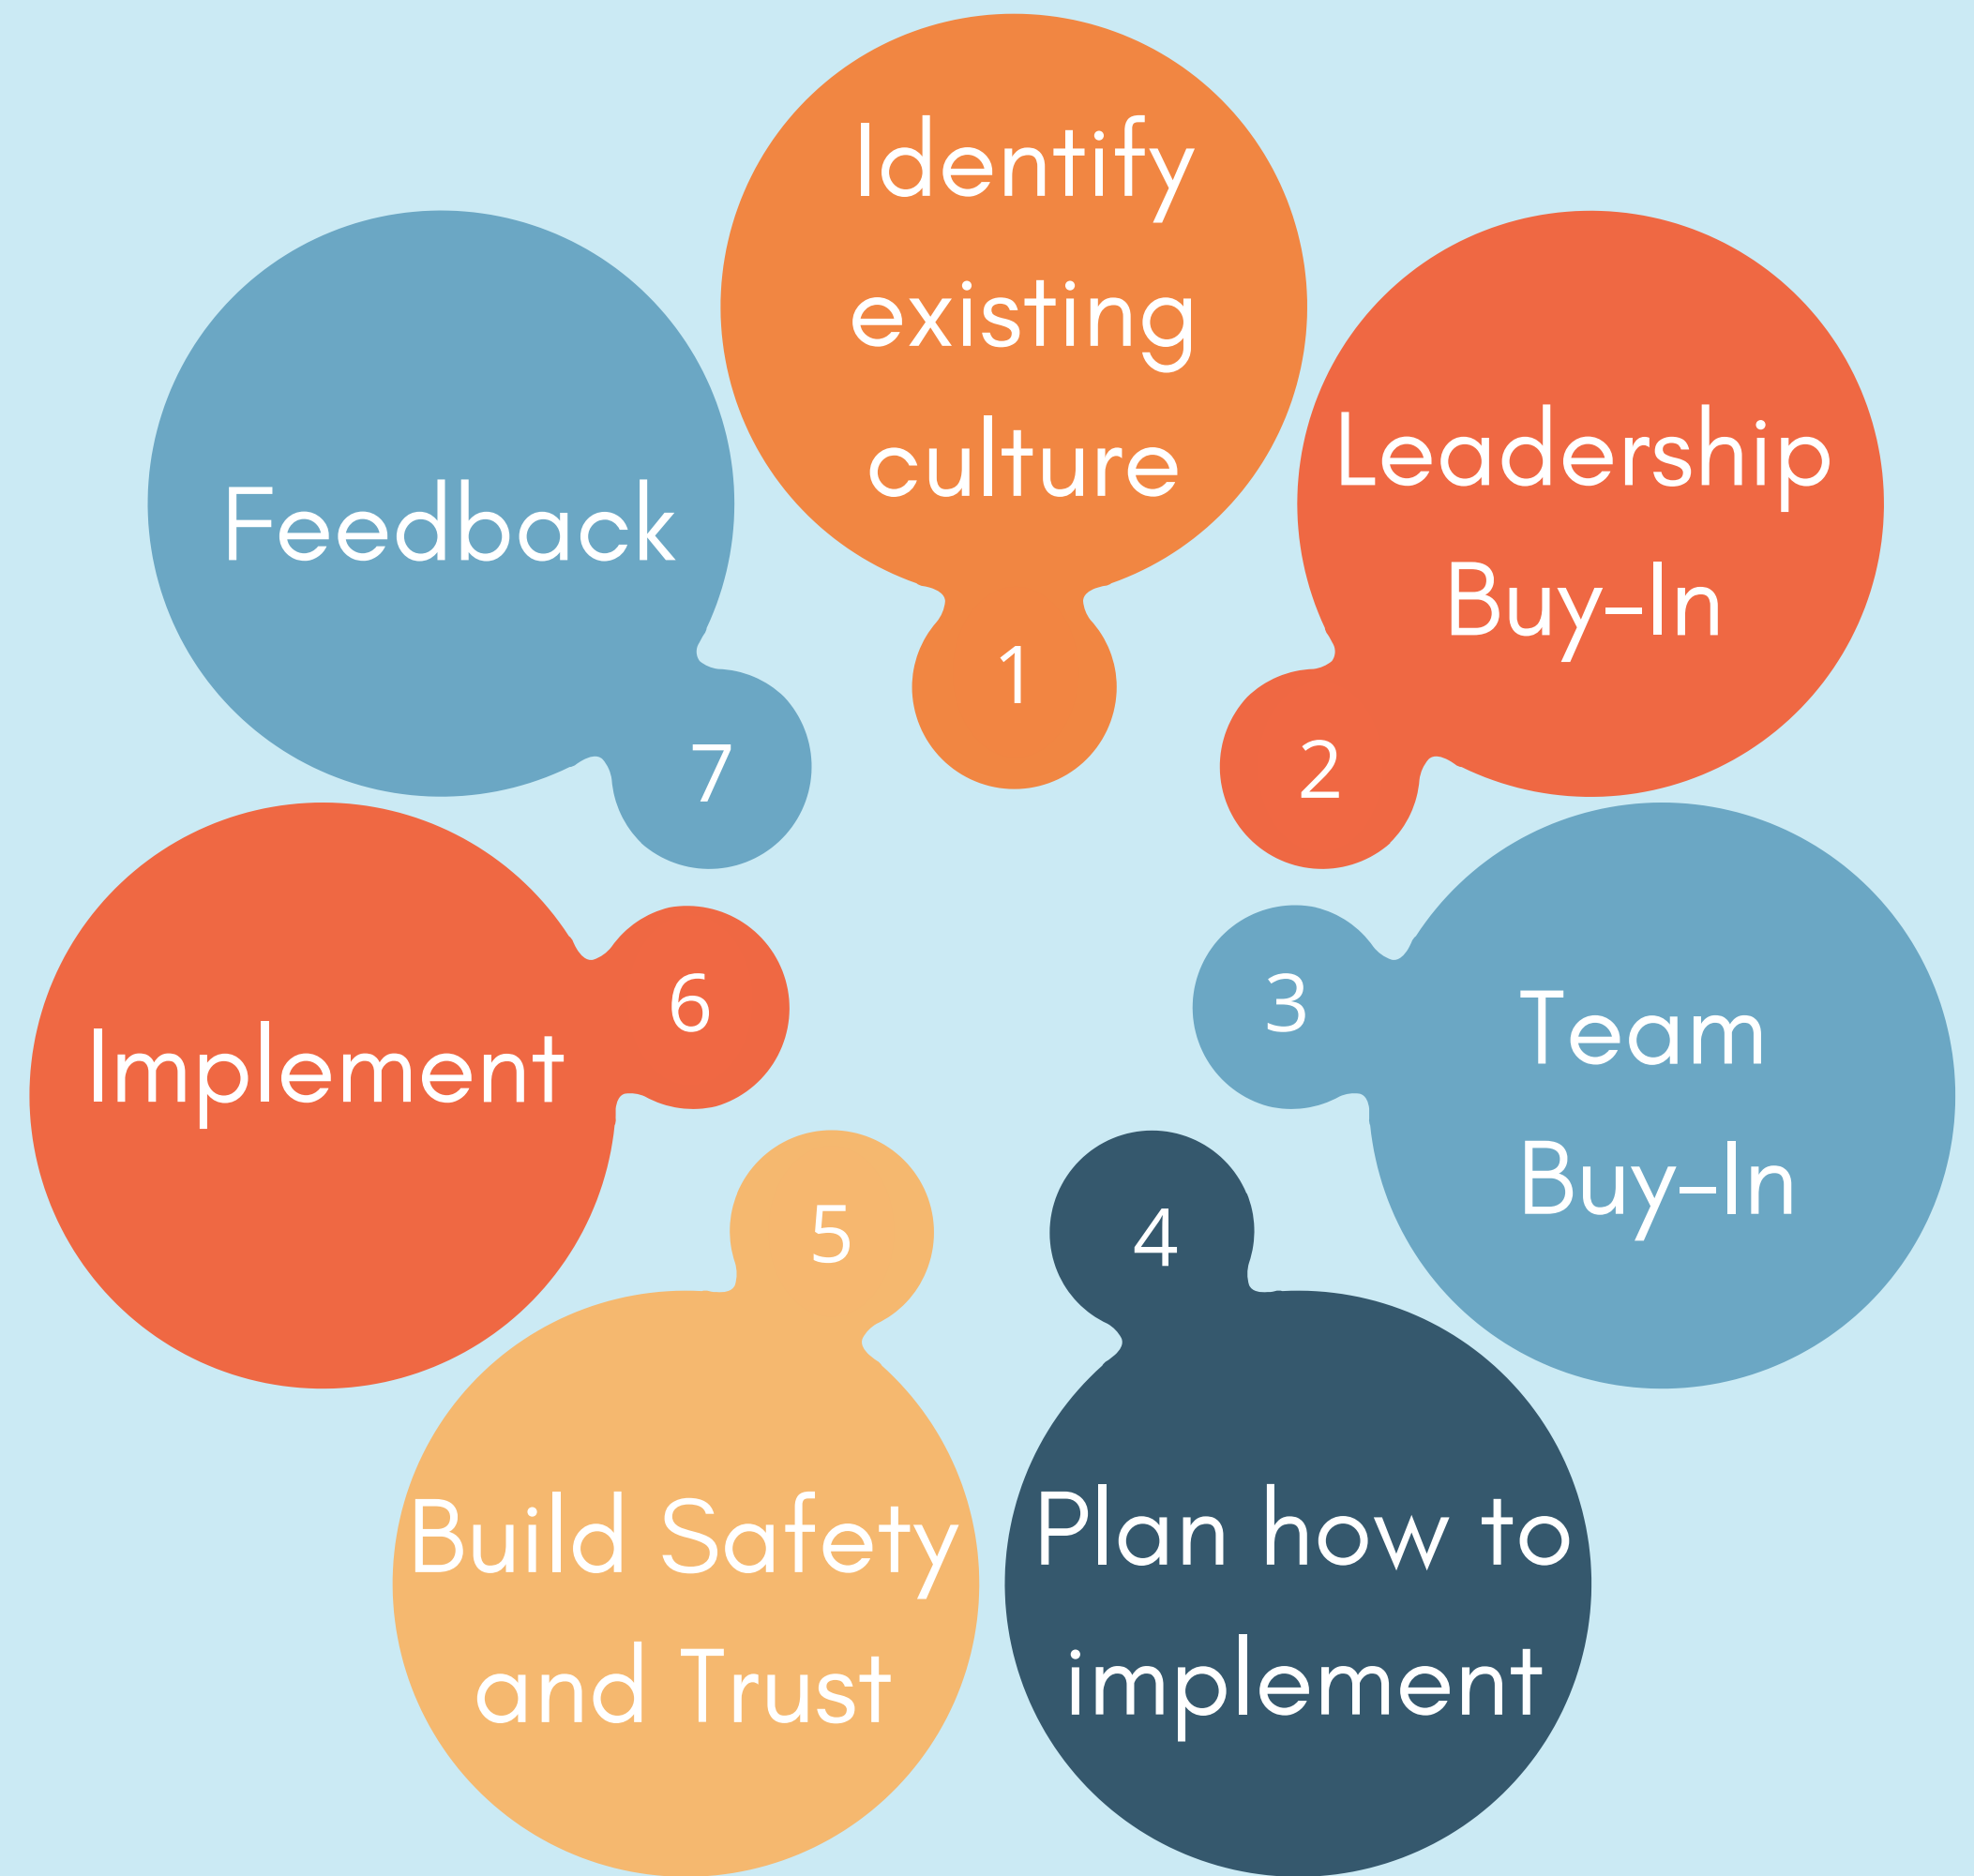 Identify
existing
culture
1
Leadership
Buy-In
2
3
Team
Buy-In
4
Plan how to
implement
5
Build Safety
and Trust
6
Implement
Feedback
7